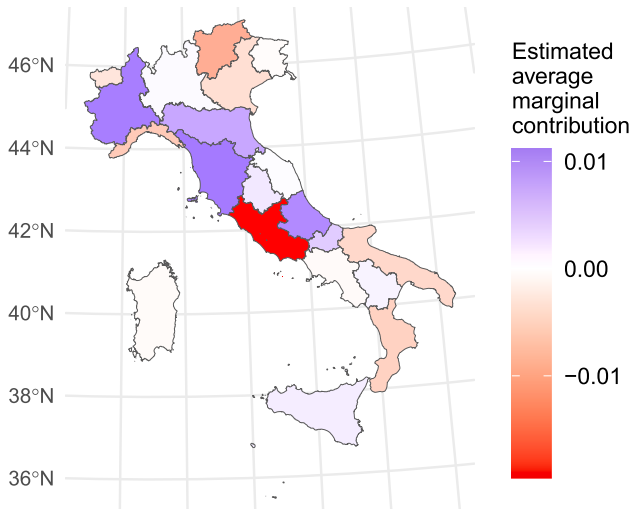 Estimated
average
marginal
contribution
0.01
0.00
−0.01
46°N
44°N
42°N
40°N
38°N
36°N